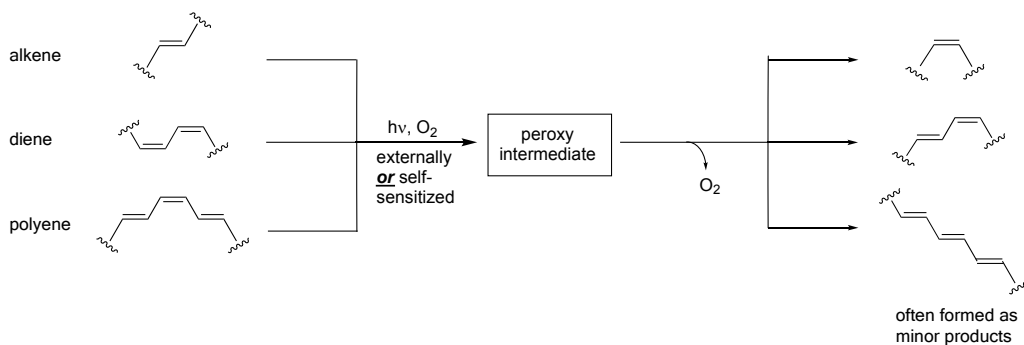 alkene
diene
polyene
hν, O2
externally
or self-
sensitized
peroxy
intermediate
O2
often formed as
minor products